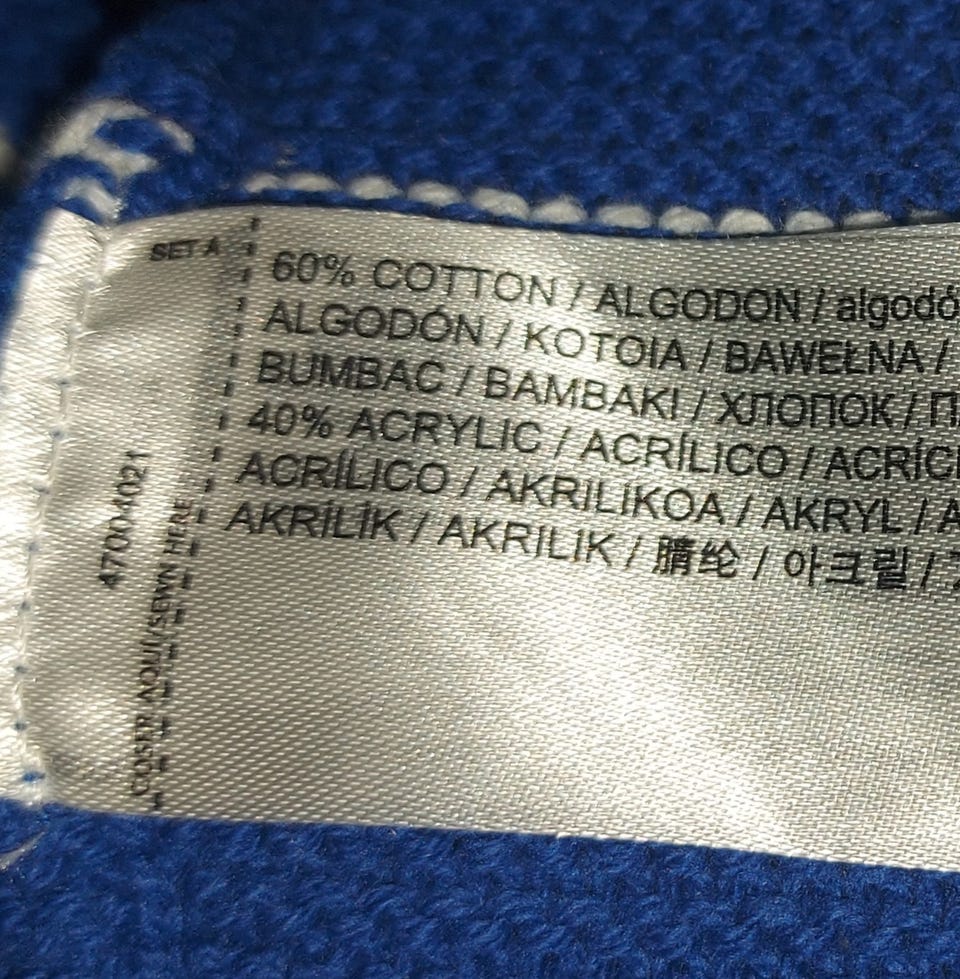 SET A
60% COTTON / ALGODON / algodó
ALGODÓN / KOTOIA / BAWEŁNA /
BUMBAC / BAMBAKI / ХЛОПОК / П
40% ACRYLIC / ACRÍLICO / ACRÍCI
ACRÍLICO / AKRILIKOA / AKRYL / A
AKRİLİK / AKRILIK / 腈纶 / 아크릴 /
47004021
COSER AQUI/SEWN HERE